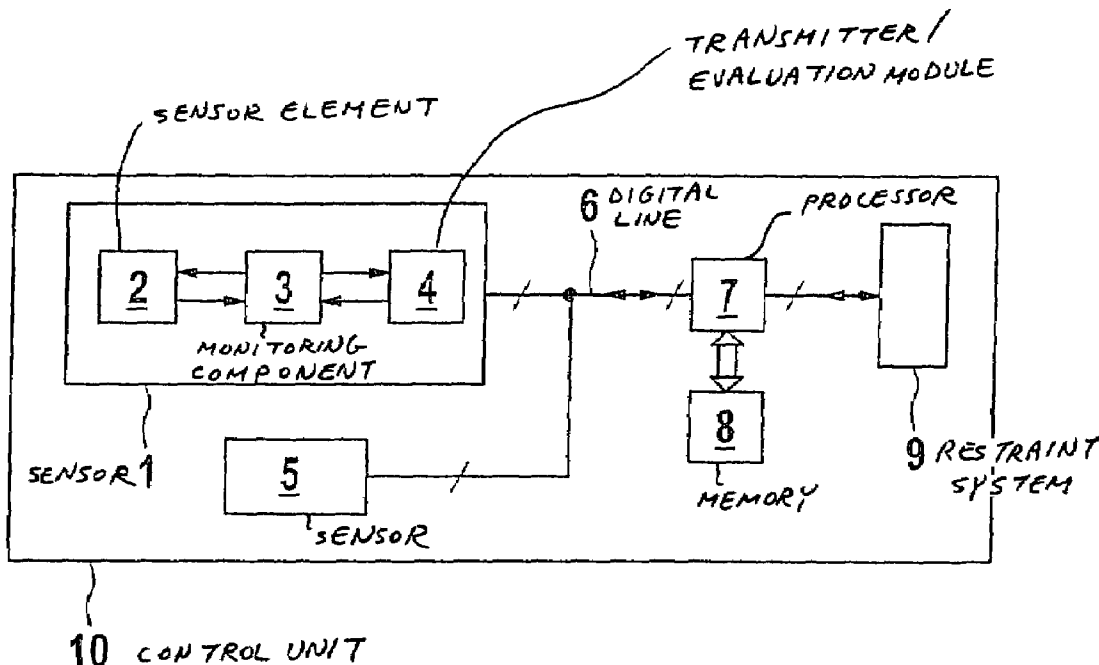 TRANSMITTER/
EVALUATION MODULE
SENSOR ELEMENT
6 DIGITAL
LINE
PROCESSOR
2
3
4
7
MONITORING
COMPONENT
SENSOR 1
5
SENSOR
8
MEMORY
9 RESTRAINT
SYSTEM
10 CONTROL UNIT